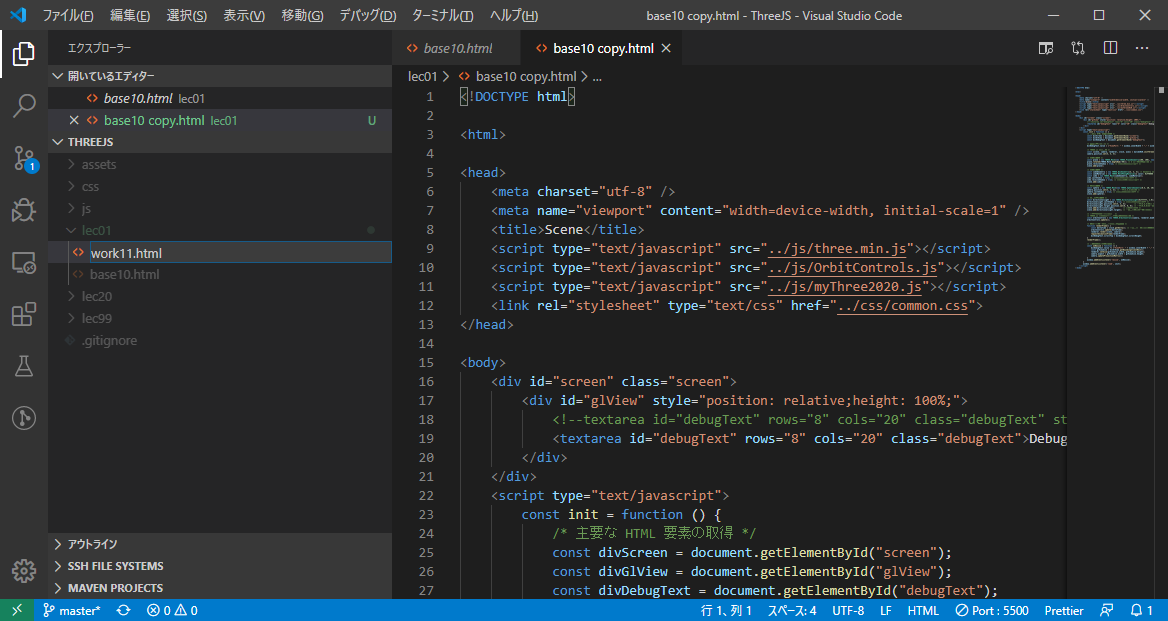 ファイル(F) 編集(E) 選択(S) 表示(V) 移動(G) デバッグ(D) ターミナル(T) ヘルプ(H) base10 copy.html - ThreeJS - Visual Studio Code
エクスプローラー
開いているエディター
base10.html lec01
base10 copy.html lec01 U
THREEJS
assets
css
js
lec01
work11.html
base10.html
lec20
lec99
.gitignore
アウトライン
SSH FILE SYSTEMS
MAVEN PROJECTS
1
base10.html
base10 copy.html
lec01 > base10 copy.html > ...
1 <!DOCTYPE html>
2
3 <html>
4
5 <head>
6 <meta charset="utf-8" />
7 <meta name="viewport" content="width=device-width, initial-scale=1" />
8 <title>Scene</title>
9 <script type="text/javascript" src="../js/three.min.js"></script>
10 <script type="text/javascript" src="../js/OrbitControls.js"></script>
11 <script type="text/javascript" src="../js/myThree2020.js"></script>
12 <link rel="stylesheet" type="text/css" href="../css/common.css">
13 </head>
14
15 <body>
16 <div id="screen" class="screen">
17 <div id="glView" style="position: relative;height: 100%;">
18 <!--textarea id="debugText" rows="8" cols="20" class="debugText" st
19 <textarea id="debugText" rows="8" cols="20" class="debugText">Debug
20 </div>
21 </div>
22 <script type="text/javascript">
23 const init = function () {
24 /* 主要な HTML 要素の取得 */
25 const divScreen = document.getElementById("screen");
26 const divGlView = document.getElementById("glView");
27 const divDebugText = document.getElementById("debugText");
master* 0 0 行 1、列 1 スペース: 4 UTF-8 LF HTML Port : 5500 Prettier 1